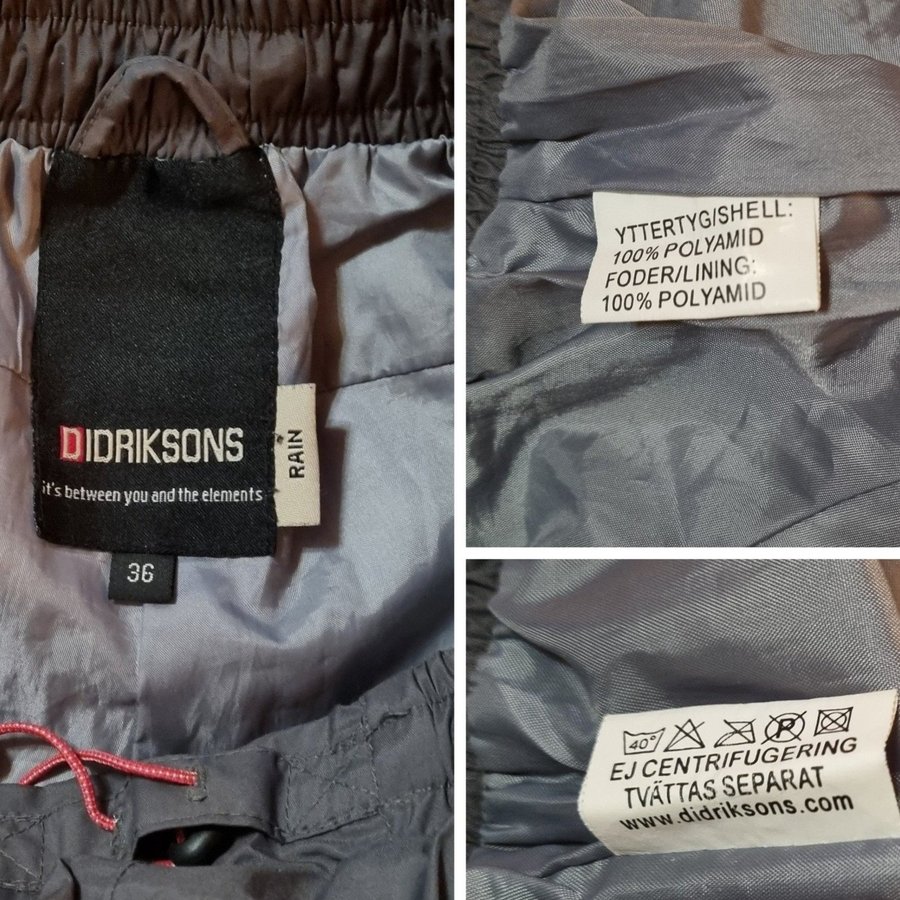 DIDRIKSONS
it's between you and the elements
RAIN
36
YTTERTYG/SHELL:
100% POLYAMID
FODER/LINING:
100% POLYAMID
40°
P
EJ CENTRIFUGERING
TVÄTTAS SEPARAT
www.didriksons.com